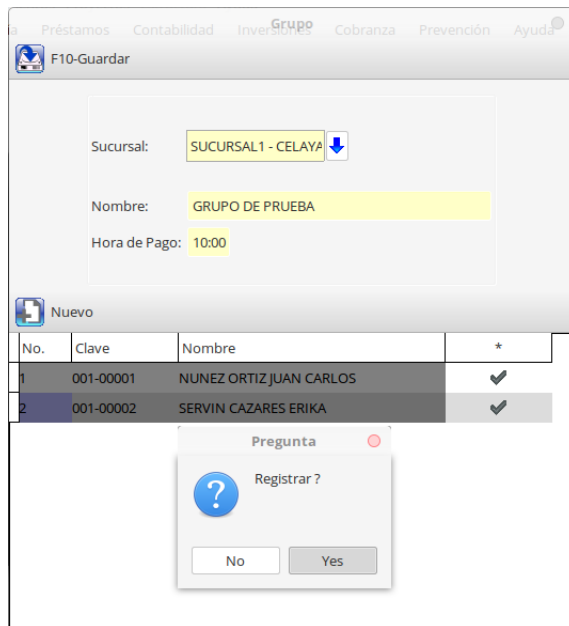 Grupo
ía Préstamos Contabilidad Inversiones Cobranza Prevención Ayuda
F10-Guardar
Sucursal: SUCURSAL1 - CELAYA
Nombre: GRUPO DE PRUEBA
Hora de Pago: 10:00
Nuevo
No. Clave Nombre *
1 001-00001 NUNEZ ORTIZ JUAN CARLOS
2 001-00002 SERVIN CAZARES ERIKA
Pregunta
Registrar ?
No Yes